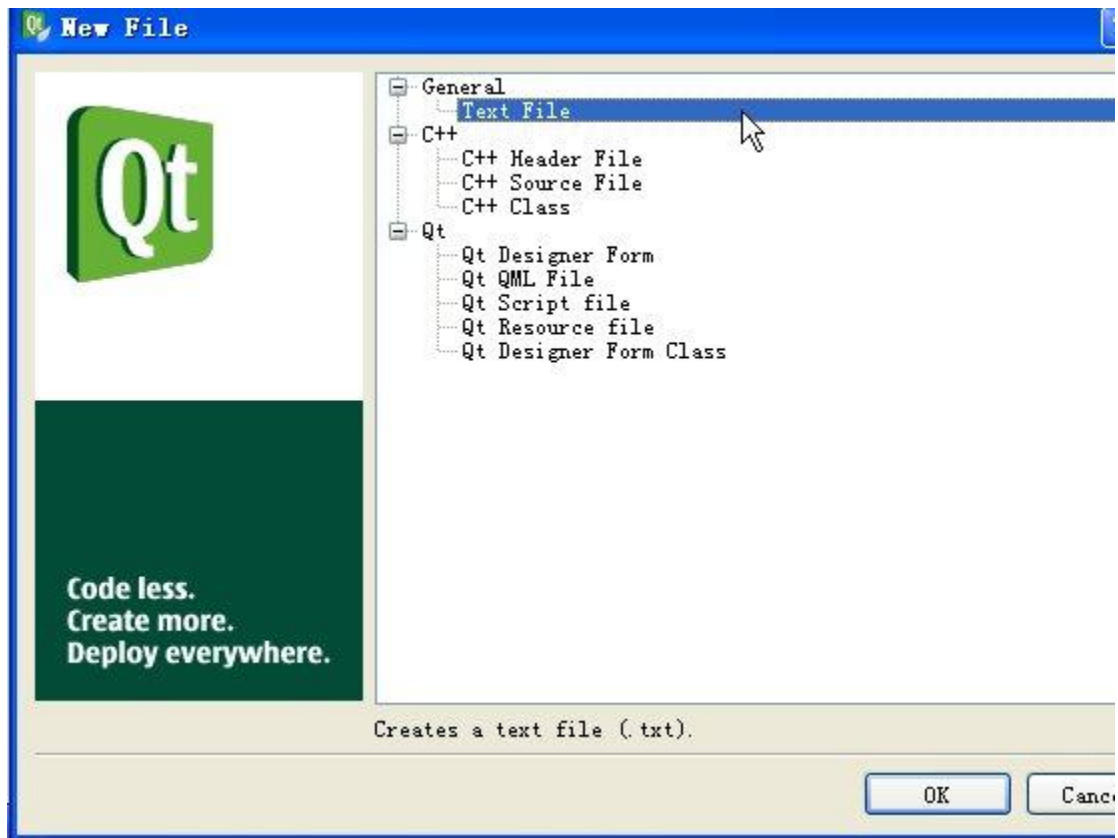 New File
Qt
General
Text File
C++
C++ Header File
C++ Source File
C++ Class
Qt
Qt Designer Form
Qt QML File
Qt Script file
Qt Resource file
Qt Designer Form Class
Code less.
Create more.
Deploy everywhere.
Creates a text file (.txt).
OK
Cance